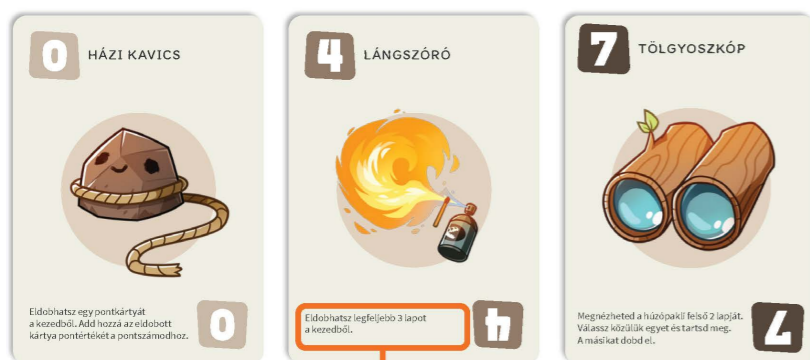 0
HÁZI KAVICS
Eldobhatsz egy pontkártyát
a kezedből. Add hozzá az eldobott
kártya pontértékét a pontszámodhoz.
0
4
LÁNGSZÓRÓ
Eldobhatsz legfeljebb 3 lapot
a kezedből.
4
7
TÖLGYOSZKÓP
Megnézheted a húzópakli felső 2 lapját.
Válassz közülük egyet és tartsd meg.
A másikat dobd el.
7